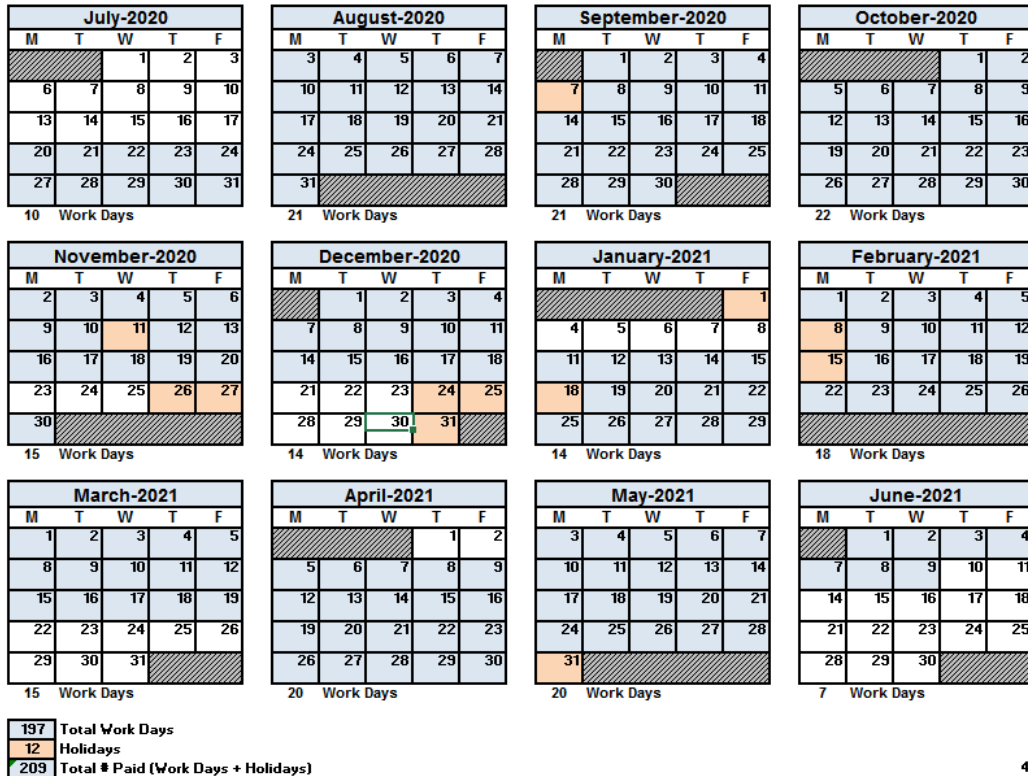 July-2020 August-2020 September-2020 October-2020
M T W T F M T W T F M T W T F M T W T F
1 2 3 3 4 5 6 7 1 2 3 4 1 2
6 7 8 9 10 10 11 12 13 14 7 8 9 10 11 5 6 7 8 9
13 14 15 16 17 17 18 19 20 21 14 15 16 17 18 12 13 14 15 16
20 21 22 23 24 24 25 26 27 28 21 22 23 24 25 19 20 21 22 23
27 28 29 30 31 31 28 29 30 26 27 28 29 30
10 Work Days 21 Work Days 21 Work Days 22 Work Days
November-2020 December-2020 January-2021 February-2021
M T W T F M T W T F M T W T F M T W T F
2 3 4 5 6 1 2 3 4 1 1 2 3 4 5
9 10 11 12 13 7 8 9 10 11 4 5 6 7 8 8 9 10 11 12
16 17 18 19 20 14 15 16 17 18 11 12 13 14 15 15 16 17 18 19
23 24 25 26 27 21 22 23 24 25 18 19 20 21 22 22 23 24 25 26
30 28 29 30 31 25 26 27 28 29
15 Work Days 14 Work Days 14 Work Days 18 Work Days
March-2021 April-2021 May-2021 June-2021
M T W T F M T W T F M T W T F M T W T F
1 2 3 4 5 1 2 3 4 5 6 7 1 2 3 4
8 9 10 11 12 5 6 7 8 9 10 11 12 13 14 7 8 9 10 11
15 16 17 18 19 12 13 14 15 16 17 18 19 20 21 14 15 16 17 18
22 23 24 25 26 19 20 21 22 23 24 25 26 27 28 21 22 23 24 25
29 30 31 26 27 28 29 30 31 28 29 30
15 Work Days 20 Work Days 20 Work Days 7 Work Days
197 Total Work Days
12 Holidays
209 Total # Paid (Work Days + Holidays) 4